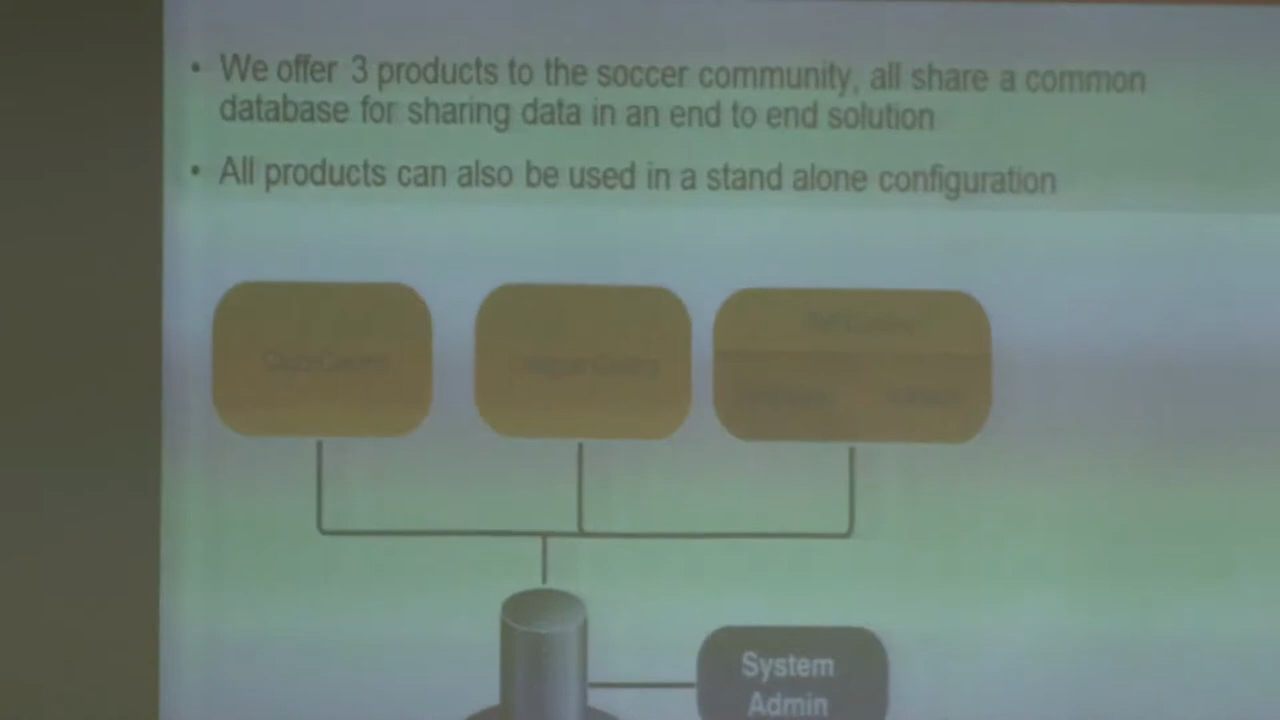 • We offer 3 products to the soccer community, all share a common
database for sharing data in an end to end solution
• All products can also be used in a stand alone configuration
System
Admin